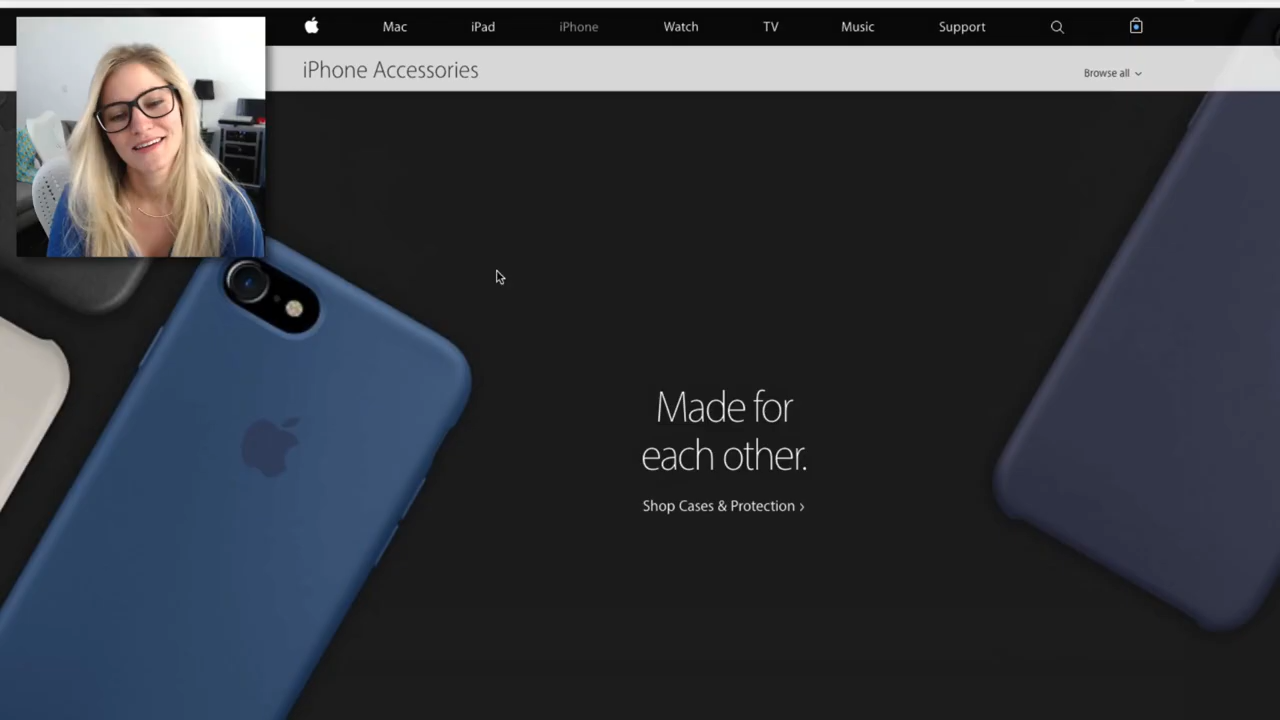 Mac iPad iPhone Watch TV Music Support
iPhone Accessories
Browse all
Made for
each other.
Shop Cases & Protection >